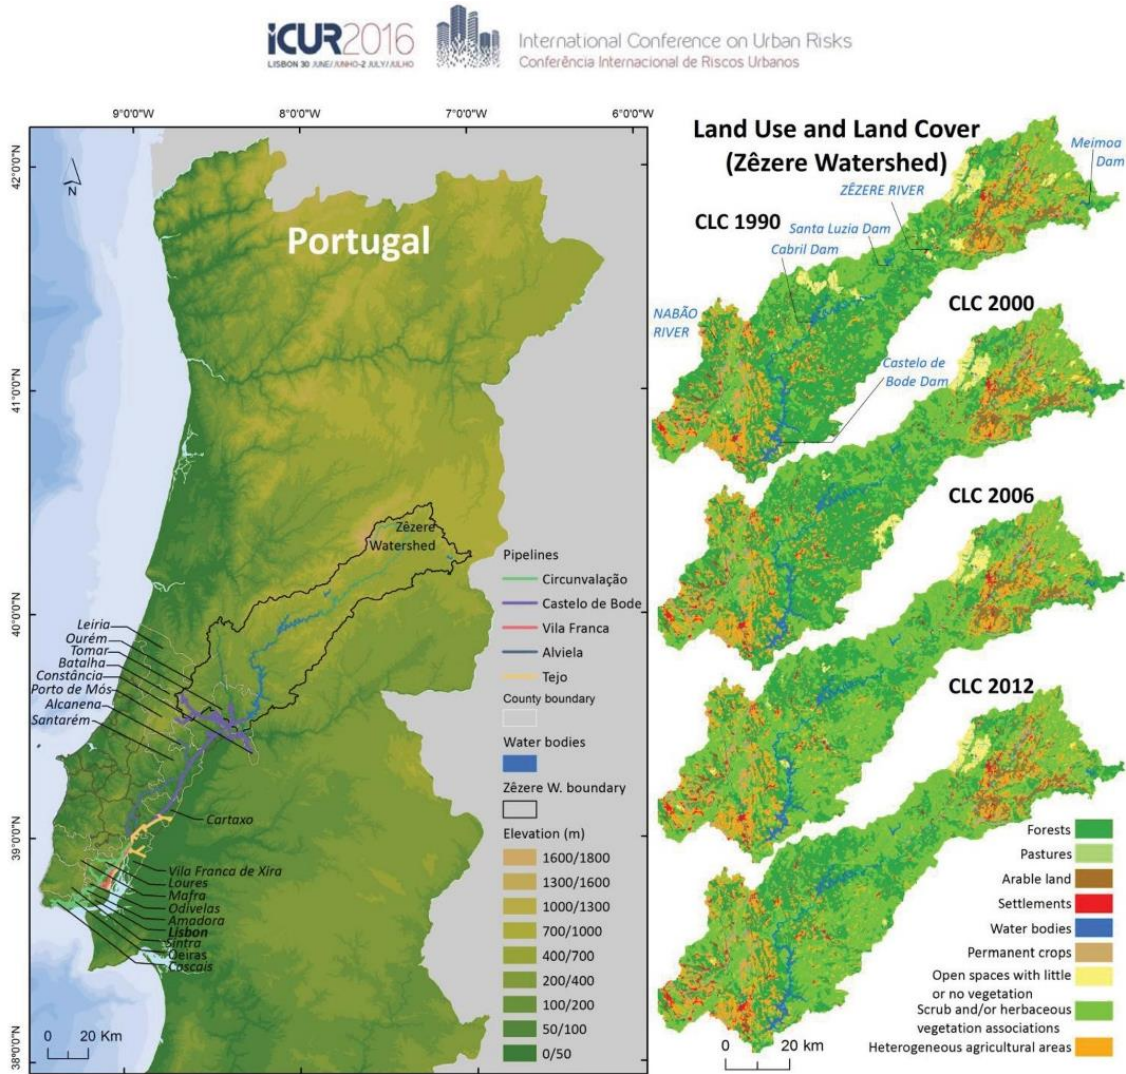 iCUR2016
LISBON 30 JUNE/JUNHO-2 JULY/JULHO
International Conference on Urban Risks
Conferência Internacional de Riscos Urbanos
9°0'0"W
8°0'0"W
7°0'0"W
6°0'0"W
42°0'0"N
41°0'0"N
40°0'0"N
39°0'0"N
38°0'0"N
N
Portugal
Zêzere
Watershed
Leiria
Ourém
Tomar
Batalha
Constância
Porto de Mós
Alcanena
Santarém
Cartaxo
Vila Franca de Xira
Loures
Mafra
Odivelas
Amadora
Lisbon
Sintra
Oeiras
Cascais
0 20 Km
Pipelines
Circunvalação
Castelo de Bode
Vila Franca
Alviela
Tejo
County boundary
Water bodies
Zêzere W. boundary
Elevation (m)
1600/1800
1300/1600
1000/1300
700/1000
400/700
200/400
100/200
50/100
0/50
Land Use and Land Cover
(Zêzere Watershed)
Meimoa
Dam
ZÊZERE RIVER
CLC 1990
Santa Luzia Dam
Cabril Dam
NABÃO
RIVER
CLC 2000
Castelo de
Bode Dam
CLC 2006
CLC 2012
Forests
Pastures
Arable land
Settlements
Water bodies
Permanent crops
Open spaces with little
or no vegetation
Scrub and/or herbaceous
vegetation associations
Heterogeneous agricultural areas
0 20 km